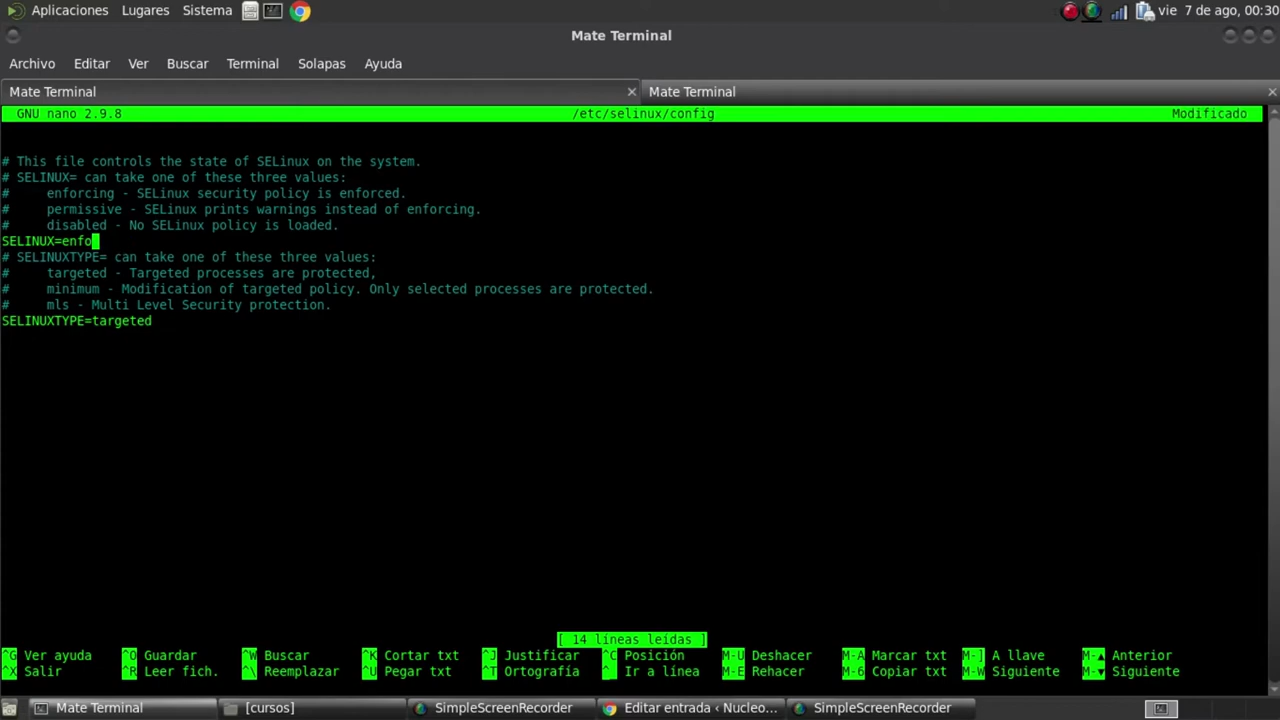 Aplicaciones Lugares Sistema vie 7 de ago, 00:30
Mate Terminal
Archivo Editar Ver Buscar Terminal Solapas Ayuda
Mate Terminal × Mate Terminal ×
GNU nano 2.9.8 /etc/selinux/config Modificado
# This file controls the state of SELinux on the system.
# SELINUX= can take one of these three values:
#     enforcing - SELinux security policy is enforced.
#     permissive - SELinux prints warnings instead of enforcing.
#     disabled - No SELinux policy is loaded.
SELINUX=enfo
# SELINUXTYPE= can take one of these three values:
#     targeted - Targeted processes are protected,
#     minimum - Modification of targeted policy. Only selected processes are protected.
#     mls - Multi Level Security protection.
SELINUXTYPE=targeted
[ 14 líneas leídas ]
^G Ver ayuda ^O Guardar ^W Buscar ^K Cortar txt ^J Justificar ^C Posición M-U Deshacer M-A Marcar txt M-] A llave M-▲ Anterior
^X Salir ^R Leer fich. ^\ Reemplazar ^U Pegar txt ^T Ortografía ^_ Ir a línea M-E Rehacer M-6 Copiar txt M-W Siguiente M-▼ Siguiente
Mate Terminal [cursos] SimpleScreenRecorder Editar entrada ‹ Nucleo... SimpleScreenRecorder